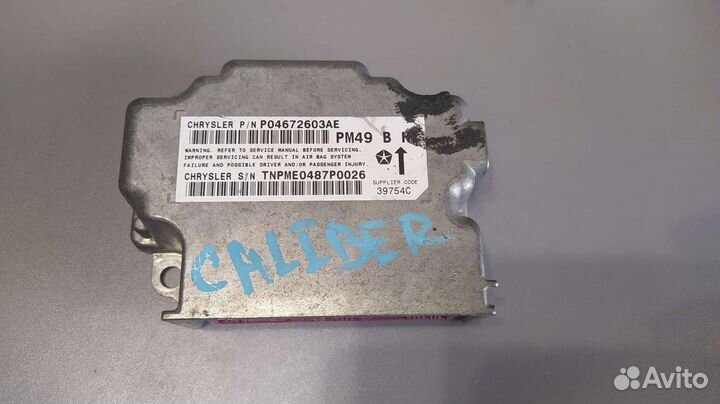 CHRYSLER P/N P04672603AE
PM49 B
WARNING. REFER TO SERVICE MANUAL BEFORE SERVICING.
IMPROPER SERVICING CAN RESULT IN AIR BAG SYSTEM
FAILURE AND POSSIBLE DRIVER AND/OR PASSENGER INJURY.
CHRYSLER S/N TNPME0487P0026
SUPPLIER CODE
39754C
CALIBER
Avito